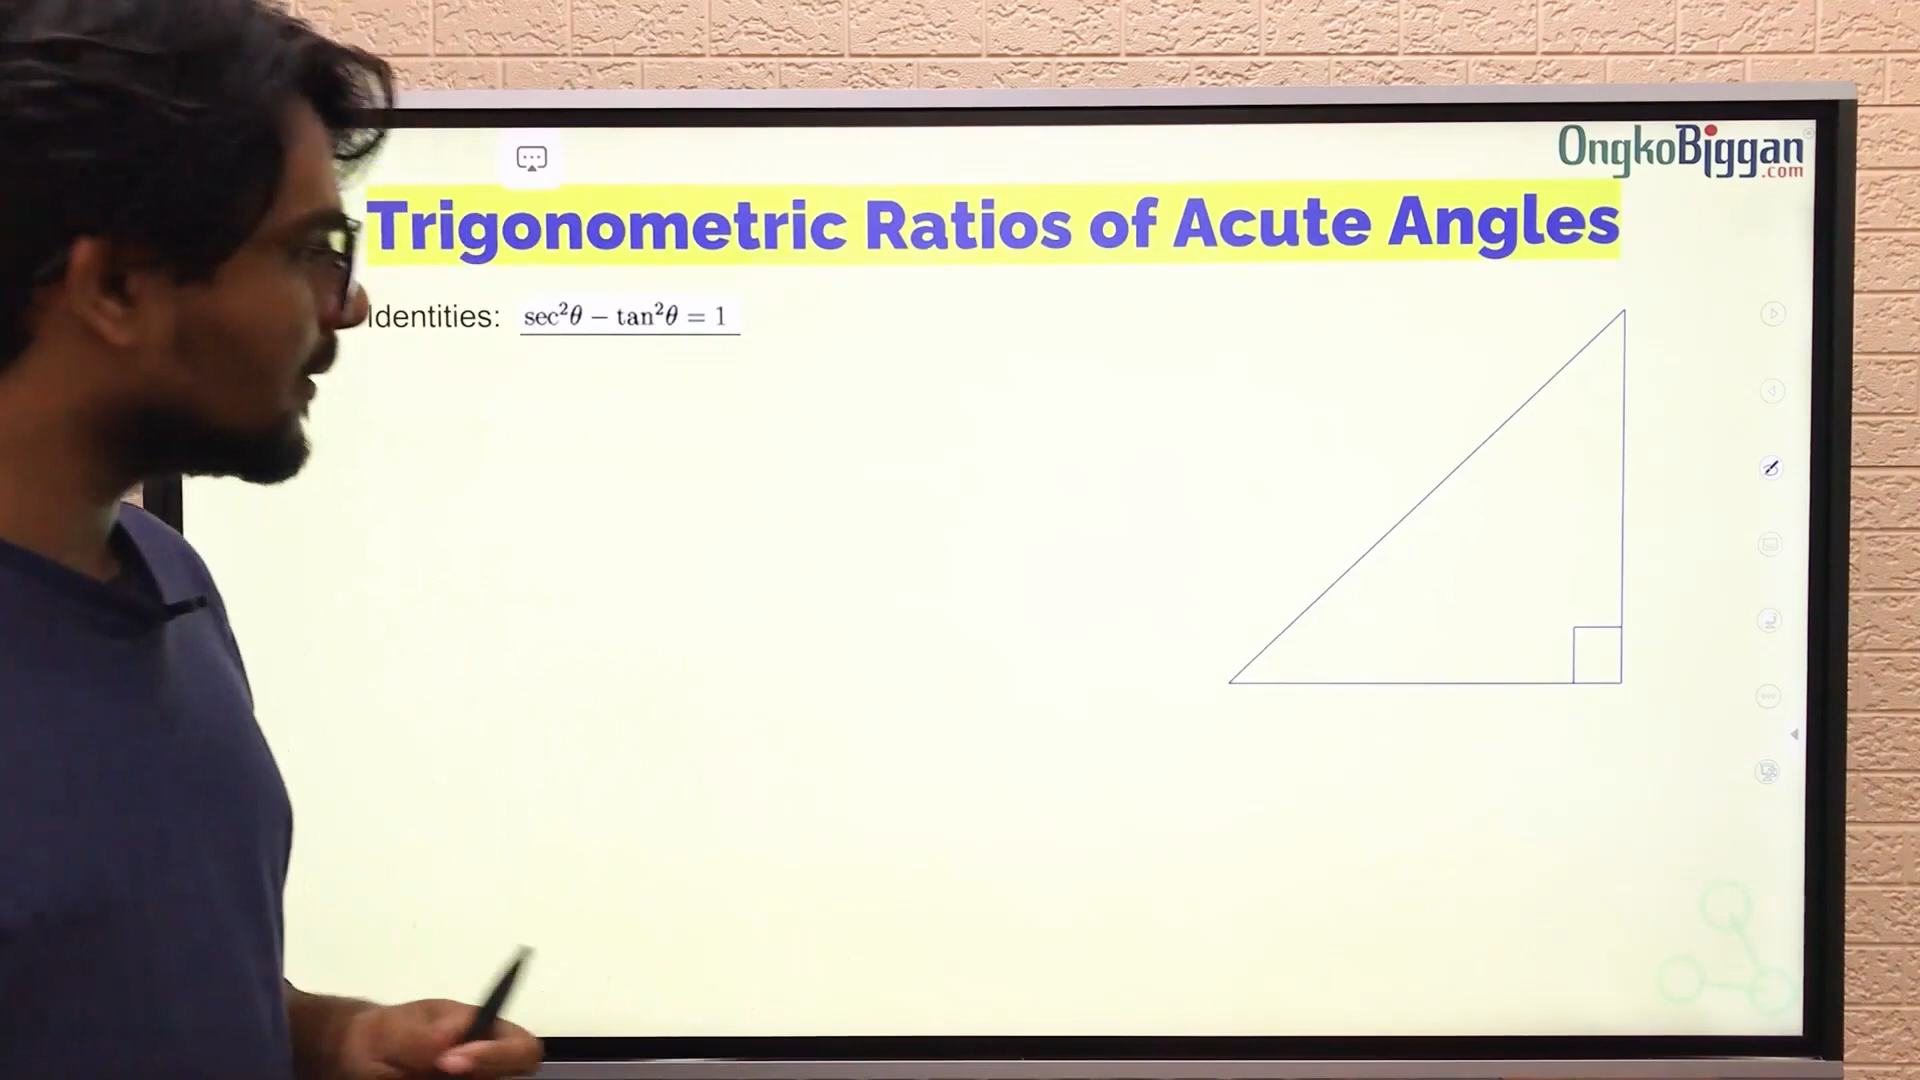 OngkoBiggan
.com
Trigonometric Ratios of Acute Angles
Identities: sec²θ − tan²θ = 1